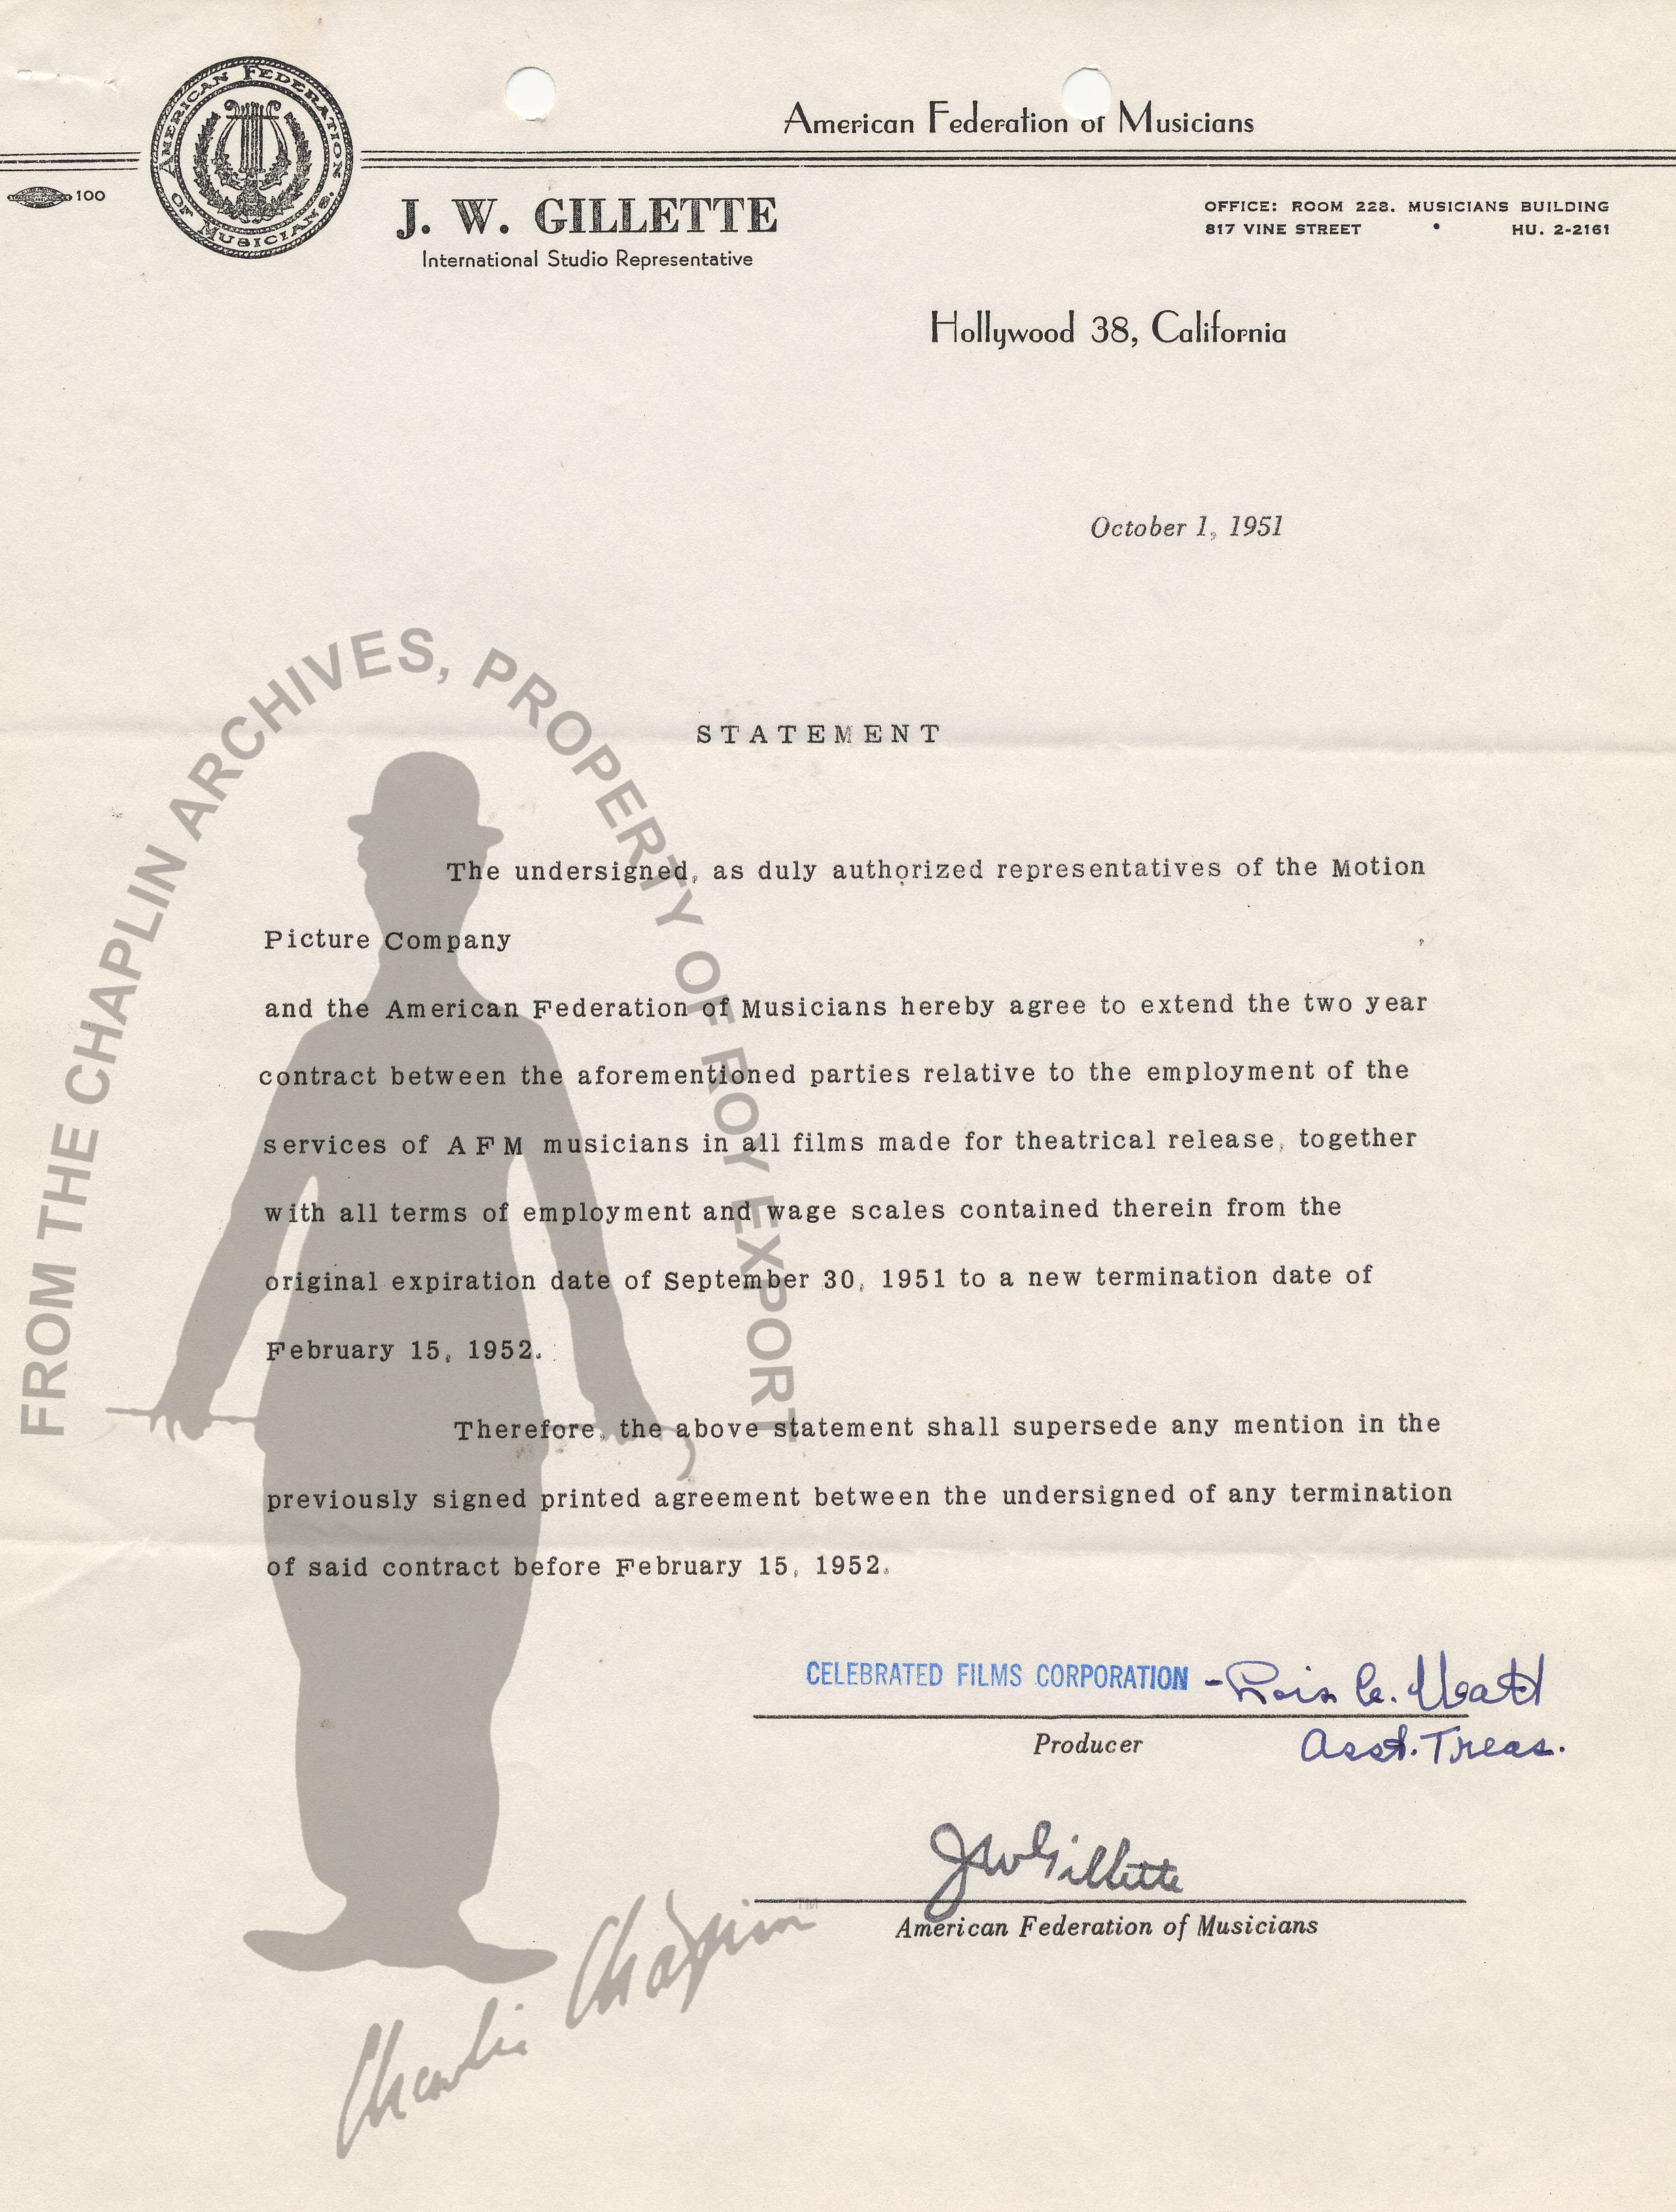 AMERICAN FEDERATION OF MUSICIANS.
American Federation of Musicians
100
J. W. GILLETTE
International Studio Representative
OFFICE: ROOM 228. MUSICIANS BUILDING
817 VINE STREET • HU. 2-2161
Hollywood 38, California
October 1, 1951
FROM THE CHAPLIN ARCHIVES, PROPERTY OF ROY EXPORT
STATEMENT
The undersigned, as duly authorized representatives of the Motion
Picture Company ,
and the American Federation of Musicians hereby agree to extend the two year
contract between the aforementioned parties relative to the employment of the
services of A F M musicians in all films made for theatrical release, together
with all terms of employment and wage scales contained therein from the
original expiration date of September 30, 1951 to a new termination date of
February 15, 1952.
Therefore, the above statement shall supersede any mention in the
previously signed printed agreement between the undersigned of any termination
of said contract before February 15, 1952.
CELEBRATED FILMS CORPORATION -
Producer Asst. Treas.
JWGillette
American Federation of Musicians
Charlie Chaplin TM